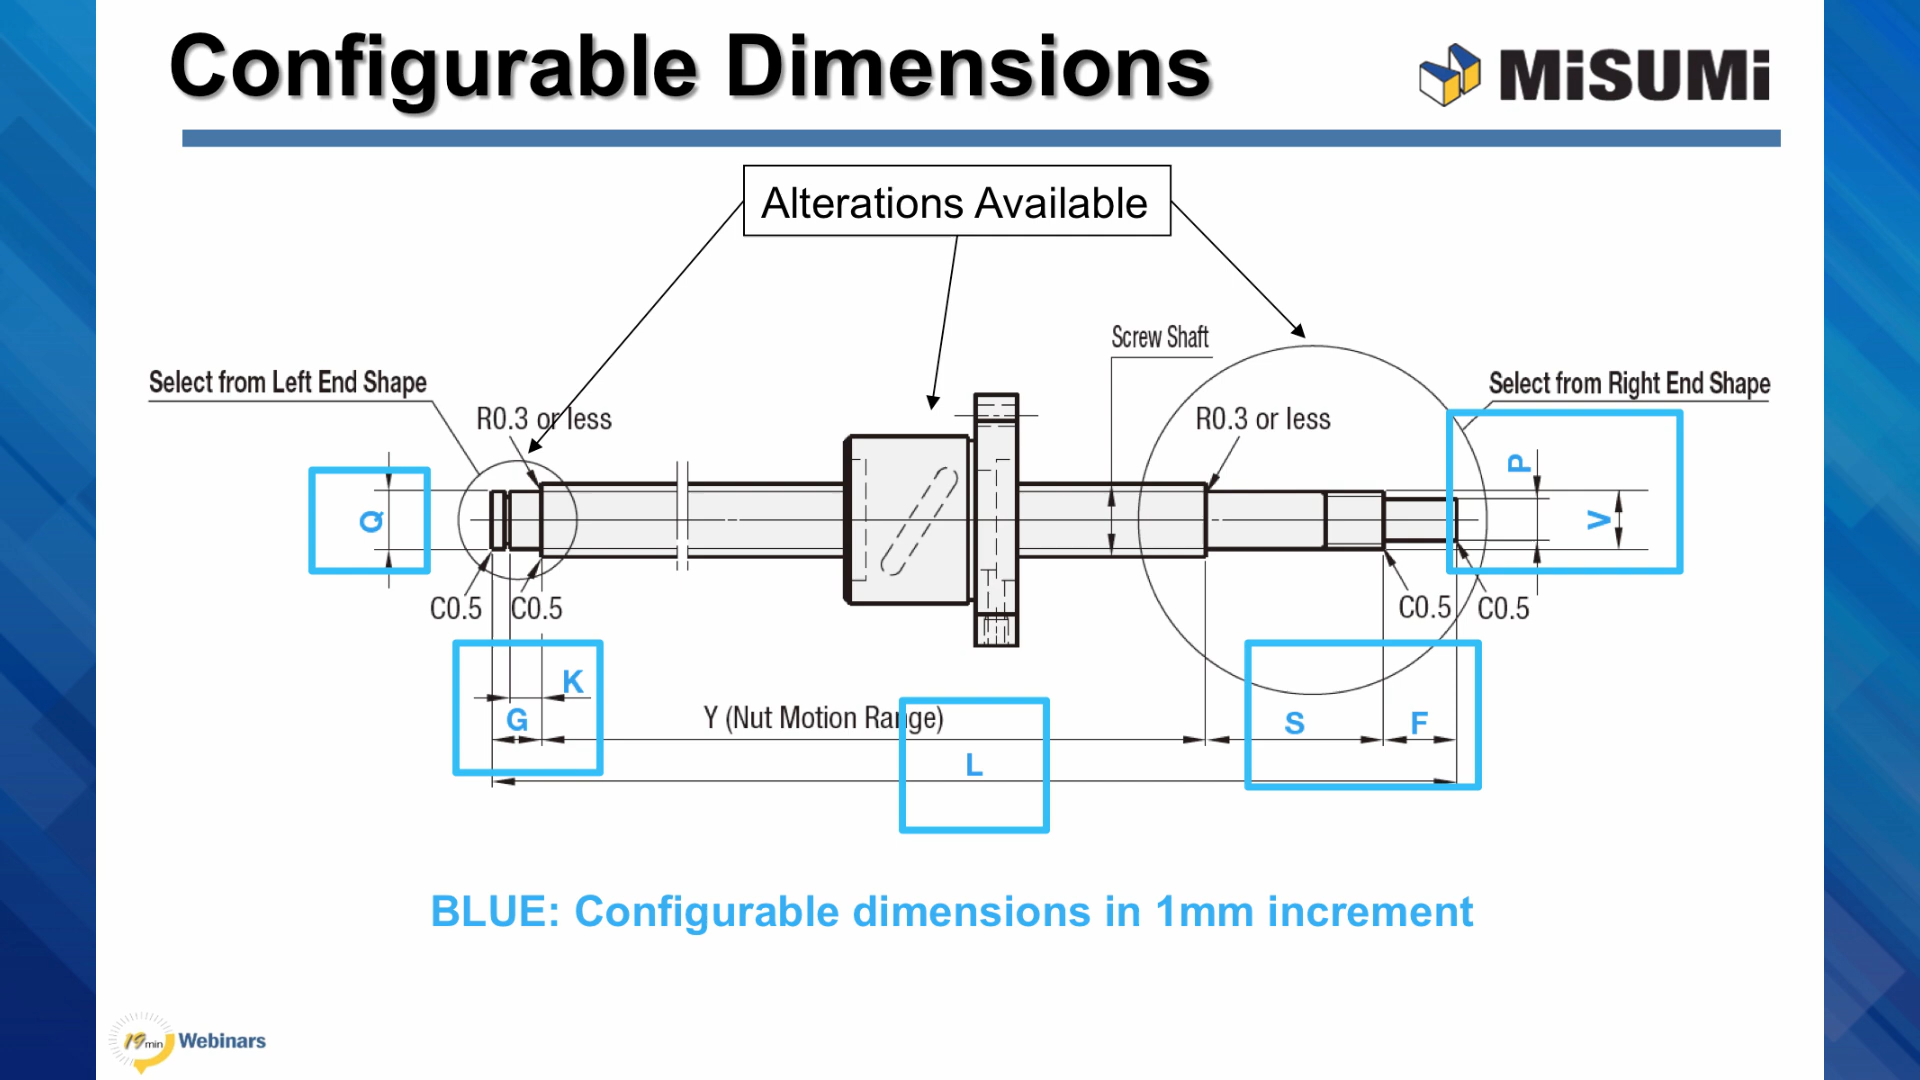 Configurable Dimensions
MiSUMi
Alterations Available
Screw Shaft
Select from Left End Shape
Select from Right End Shape
R0.3 or less
R0.3 or less
P
Q
V
C0.5
C0.5
C0.5
C0.5
K
G
Y (Nut Motion Range)
S
F
L
BLUE: Configurable dimensions in 1mm increment
19min Webinars